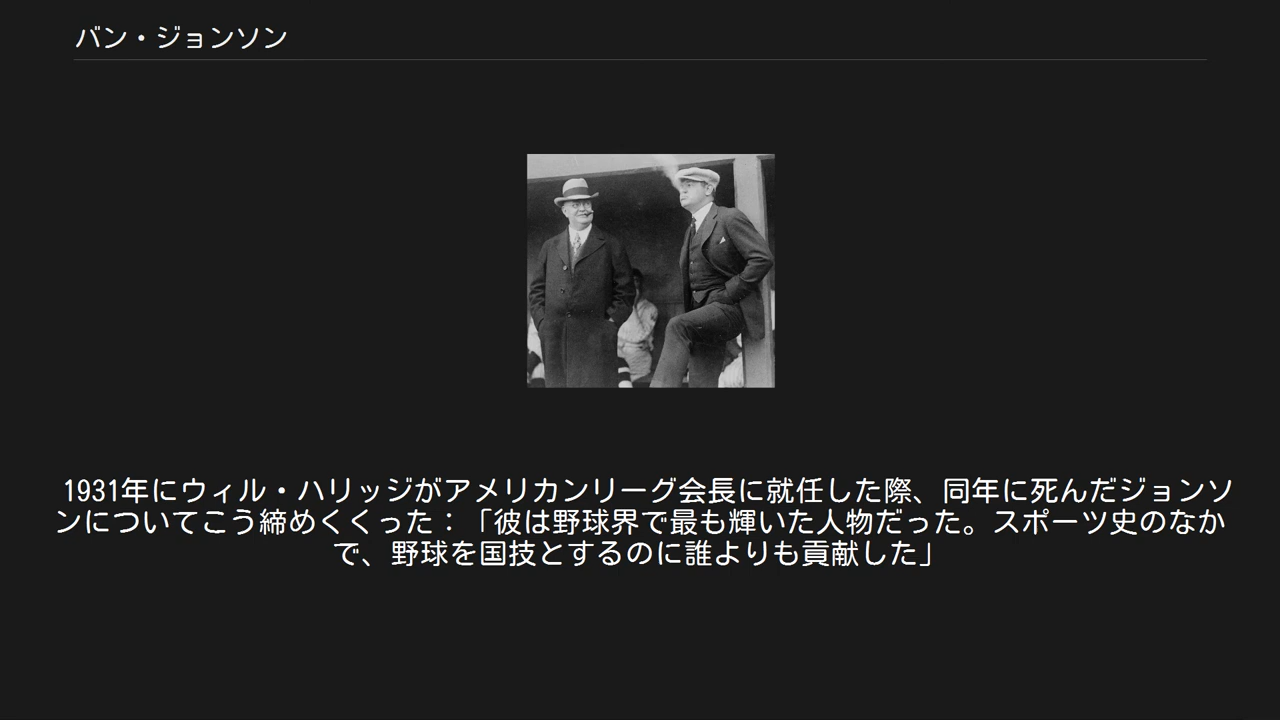 バン・ジョンソン
1931年にウィル・ハリッジがアメリカンリーグ会長に就任した際、同年に死んだジョンソ
ンについてこう締めくくった：「彼は野球界で最も輝いた人物だった。スポーツ史のなか
で、野球を国技とするのに誰よりも貢献した」